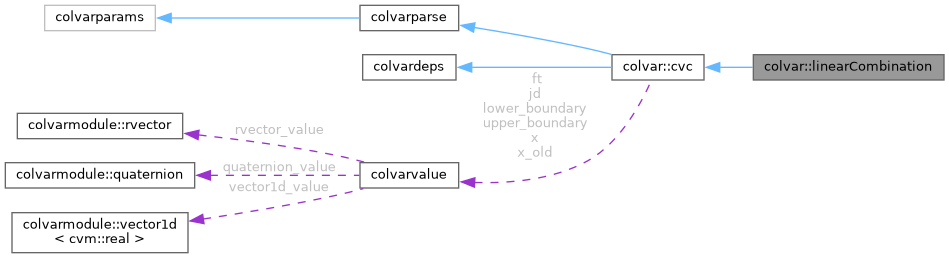 colvarparams
colvarparse
colvardeps
colvar::cvc
colvar::linearCombination
ft
jd
lower_boundary
upper_boundary
x
x_old
colvarmodule::rvector
rvector_value
colvarmodule::quaternion
quaternion_value
colvarvalue
vector1d_value
colvarmodule::vector1d
< cvm::real >